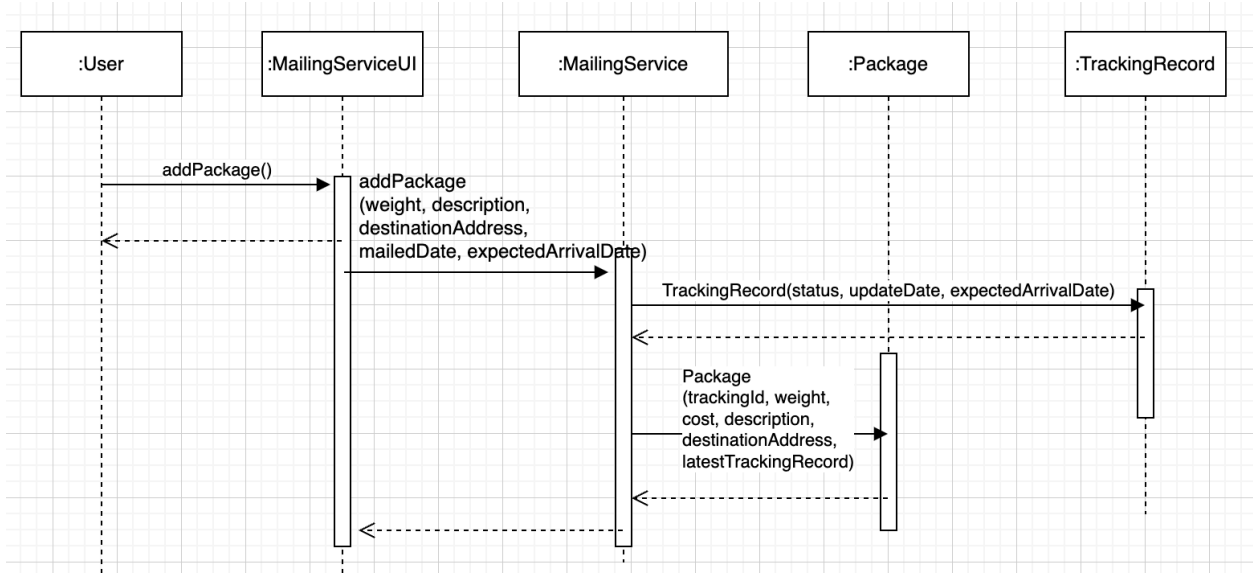 :User
:MailingServiceUI
:MailingService
:Package
:TrackingRecord
addPackage()
addPackage
(weight, description,
destinationAddress,
mailedDate, expectedArrivalDate)
TrackingRecord(status, updateDate, expectedArrivalDate)
Package
(trackingId, weight,
cost, description,
destinationAddress,
latestTrackingRecord)